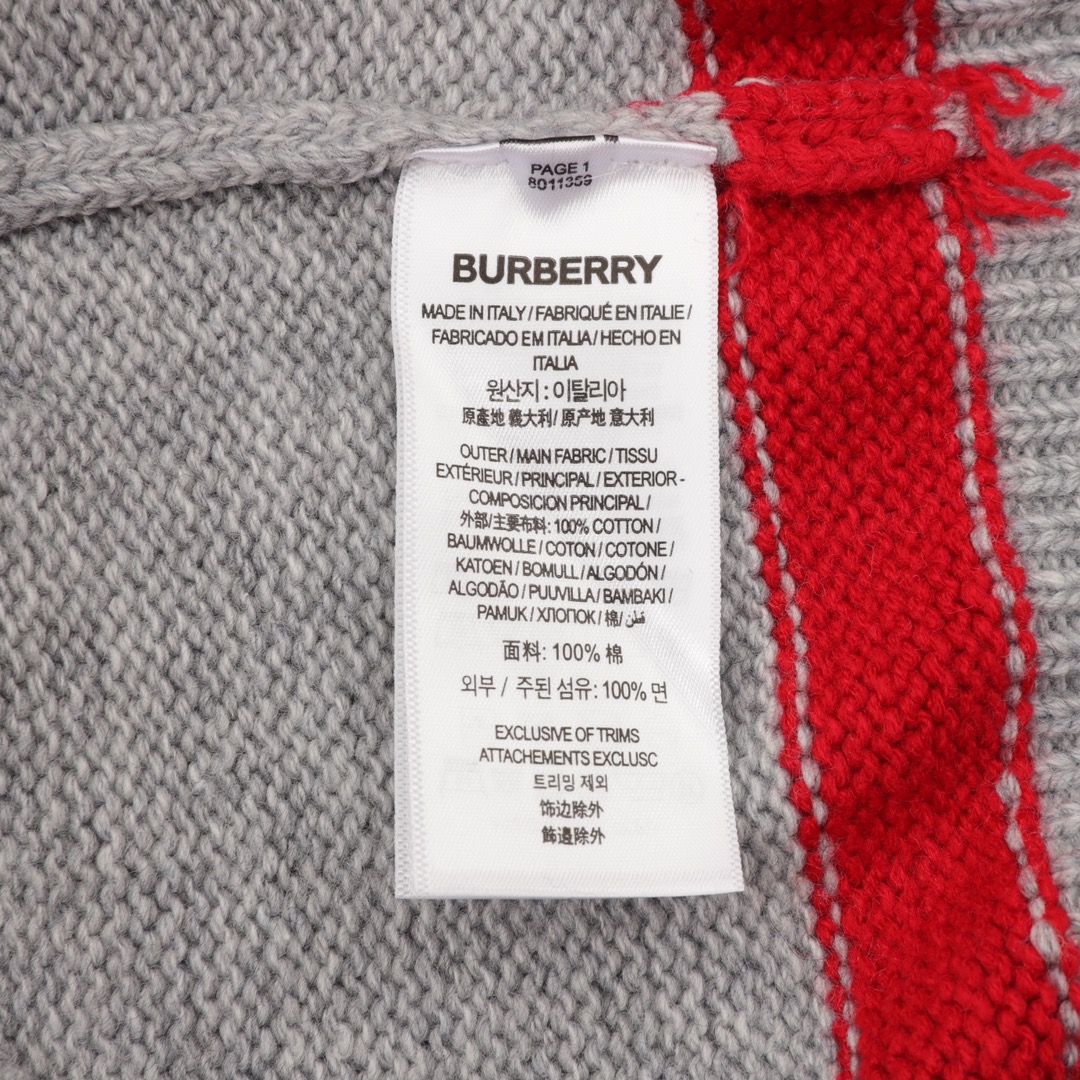 PAGE 1
8011359
BURBERRY
MADE IN ITALY / FABRIQUÉ EN ITALIE /
FABRICADO EM ITALIA / HECHO EN
ITALIA
원산지 : 이탈리아
原產地 義大利 / 原产地 意大利
OUTER / MAIN FABRIC / TISSU
EXTÉRIEUR / PRINCIPAL / EXTERIOR -
COMPOSICION PRINCIPAL /
外部/主要布料: 100% COTTON /
BAUMWOLLE / COTON / COTONE /
KATOEN / BOMULL / ALGODÓN /
ALGODÃO / PUUVILLA / BAMBAKI /
PAMUK / ХЛОПОК / 棉/ قطن
面料: 100% 棉
외부 / 주된 섬유: 100% 면
EXCLUSIVE OF TRIMS
ATTACHEMENTS EXCLUSC
트리밍 제외
饰边除外
飾邊除外